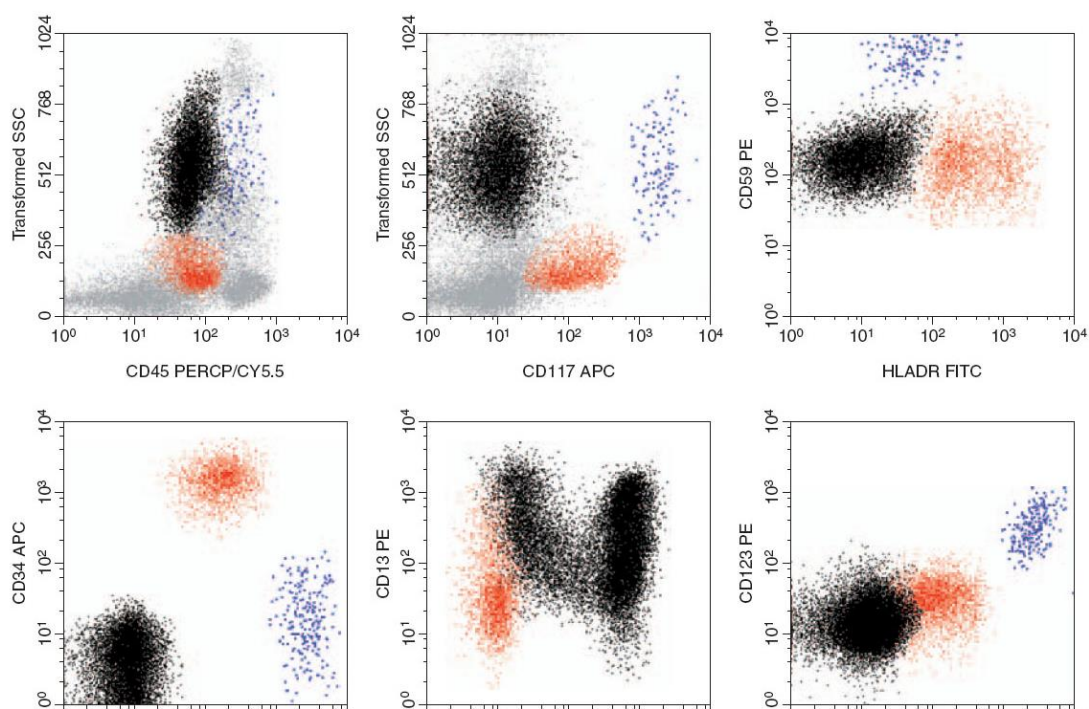 1024
768
512
256
0
Transformed SSC
10⁰ 10¹ 10² 10³ 10⁴
CD45 PERCP/CY5.5
1024
768
512
256
0
Transformed SSC
10⁰ 10¹ 10² 10³ 10⁴
CD117 APC
10⁴
10³
10²
10¹
10⁰
CD59 PE
10⁰ 10¹ 10² 10³ 10⁴
HLADR FITC
10⁴
10³
10²
10¹
10⁰
CD34 APC
10⁴
10³
10²
10¹
10⁰
CD13 PE
10⁴
10³
10²
10¹
10⁰
CD123 PE